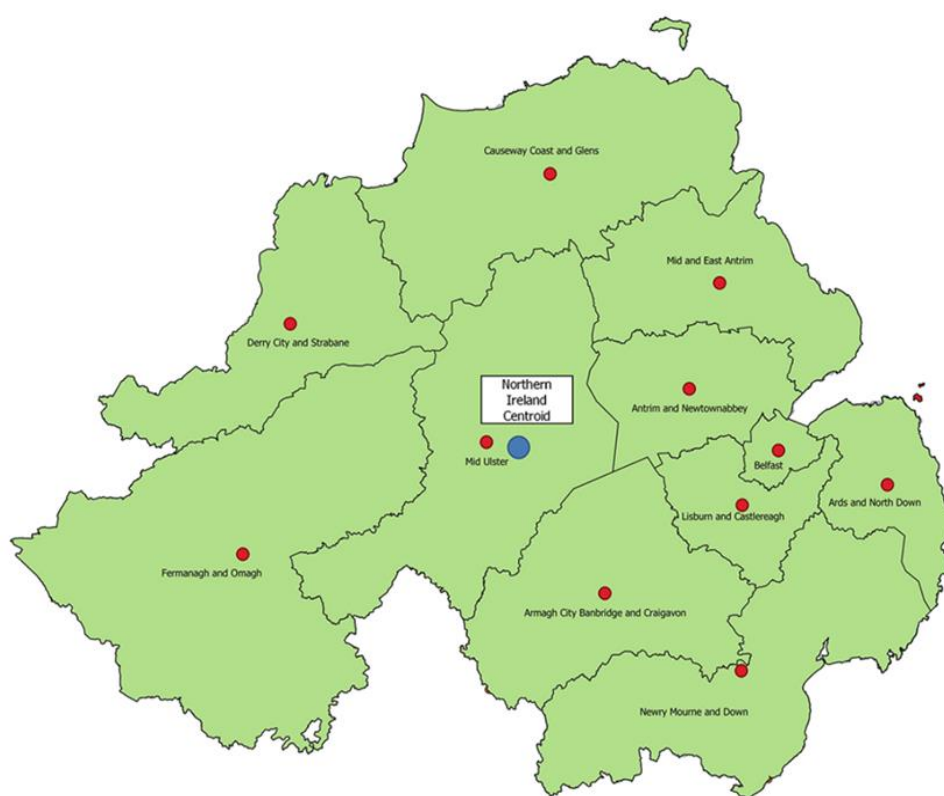 Causeway Coast and Glens
Mid and East Antrim
Derry City and Strabane
Northern
Ireland
Centroid
Antrim and Newtownabbey
Mid Ulster
Belfast
Ards and North Down
Lisburn and Castlereagh
Fermanagh and Omagh
Armagh City Banbridge and Craigavon
Newry Mourne and Down